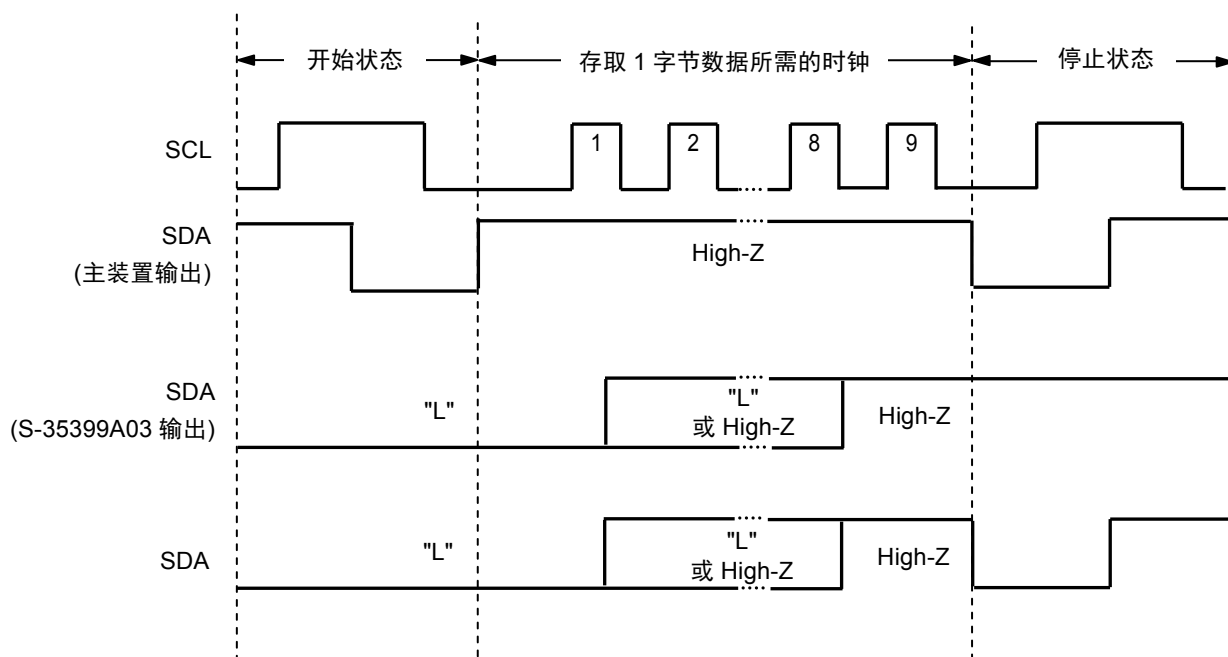 开始状态
存取 1 字节数据所需的时钟
停止状态
SCL
1
2
8
9
SDA
(主装置输出)
High-Z
SDA
(S-35399A03 输出)
"L"
"L"
或 High-Z
High-Z
SDA
"L"
"L"
或 High-Z
High-Z